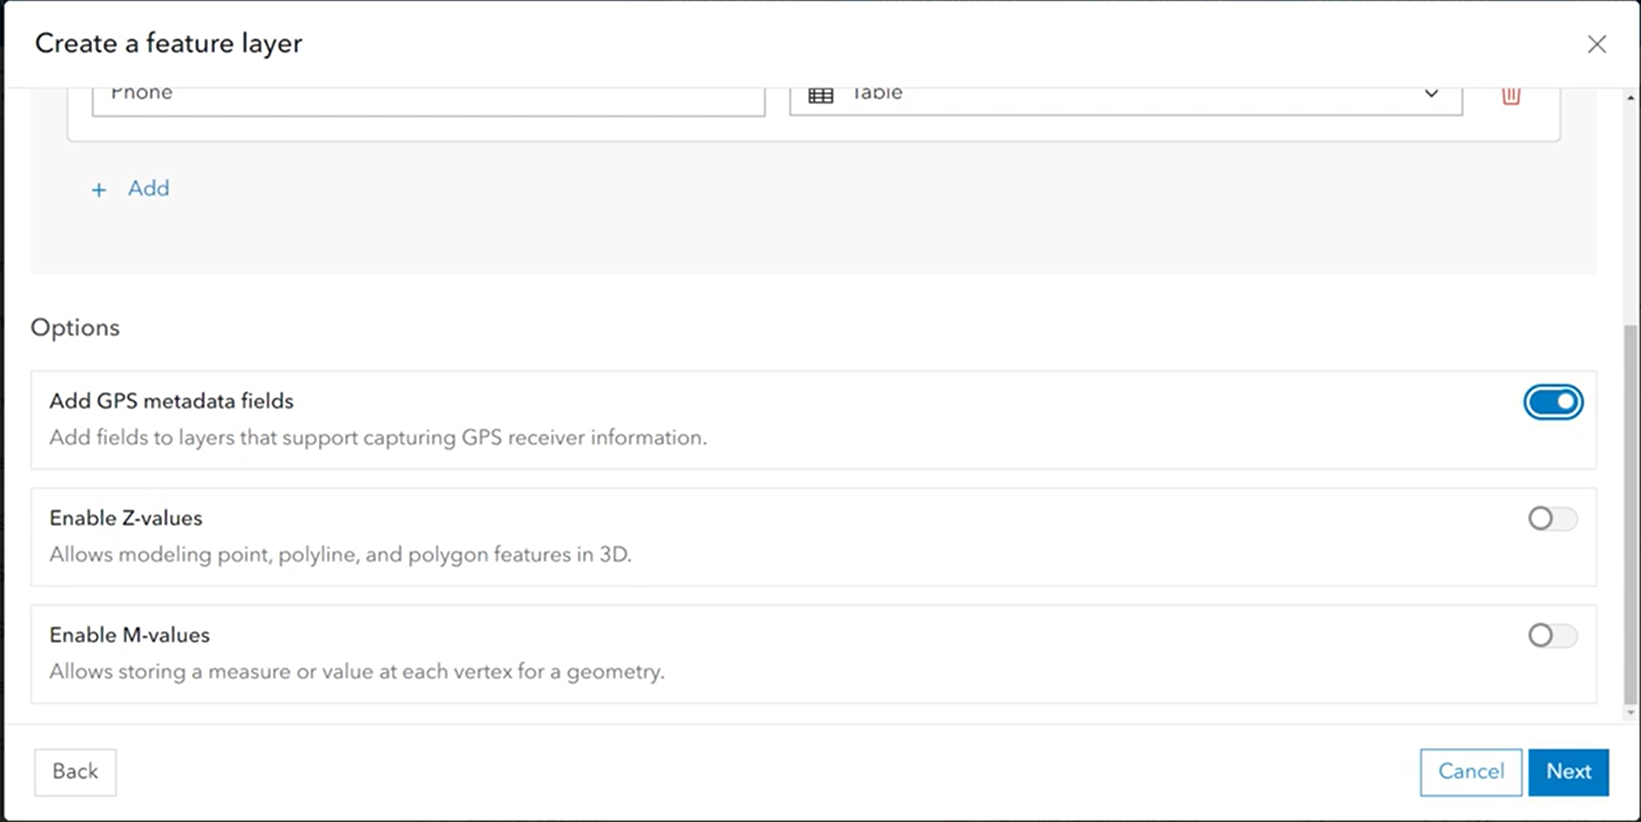 Create a feature layer
Phone
Table
+ Add
Options
Add GPS metadata fields
Add fields to layers that support capturing GPS receiver information.
Enable Z-values
Allows modeling point, polyline, and polygon features in 3D.
Enable M-values
Allows storing a measure or value at each vertex for a geometry.
Back
Cancel
Next